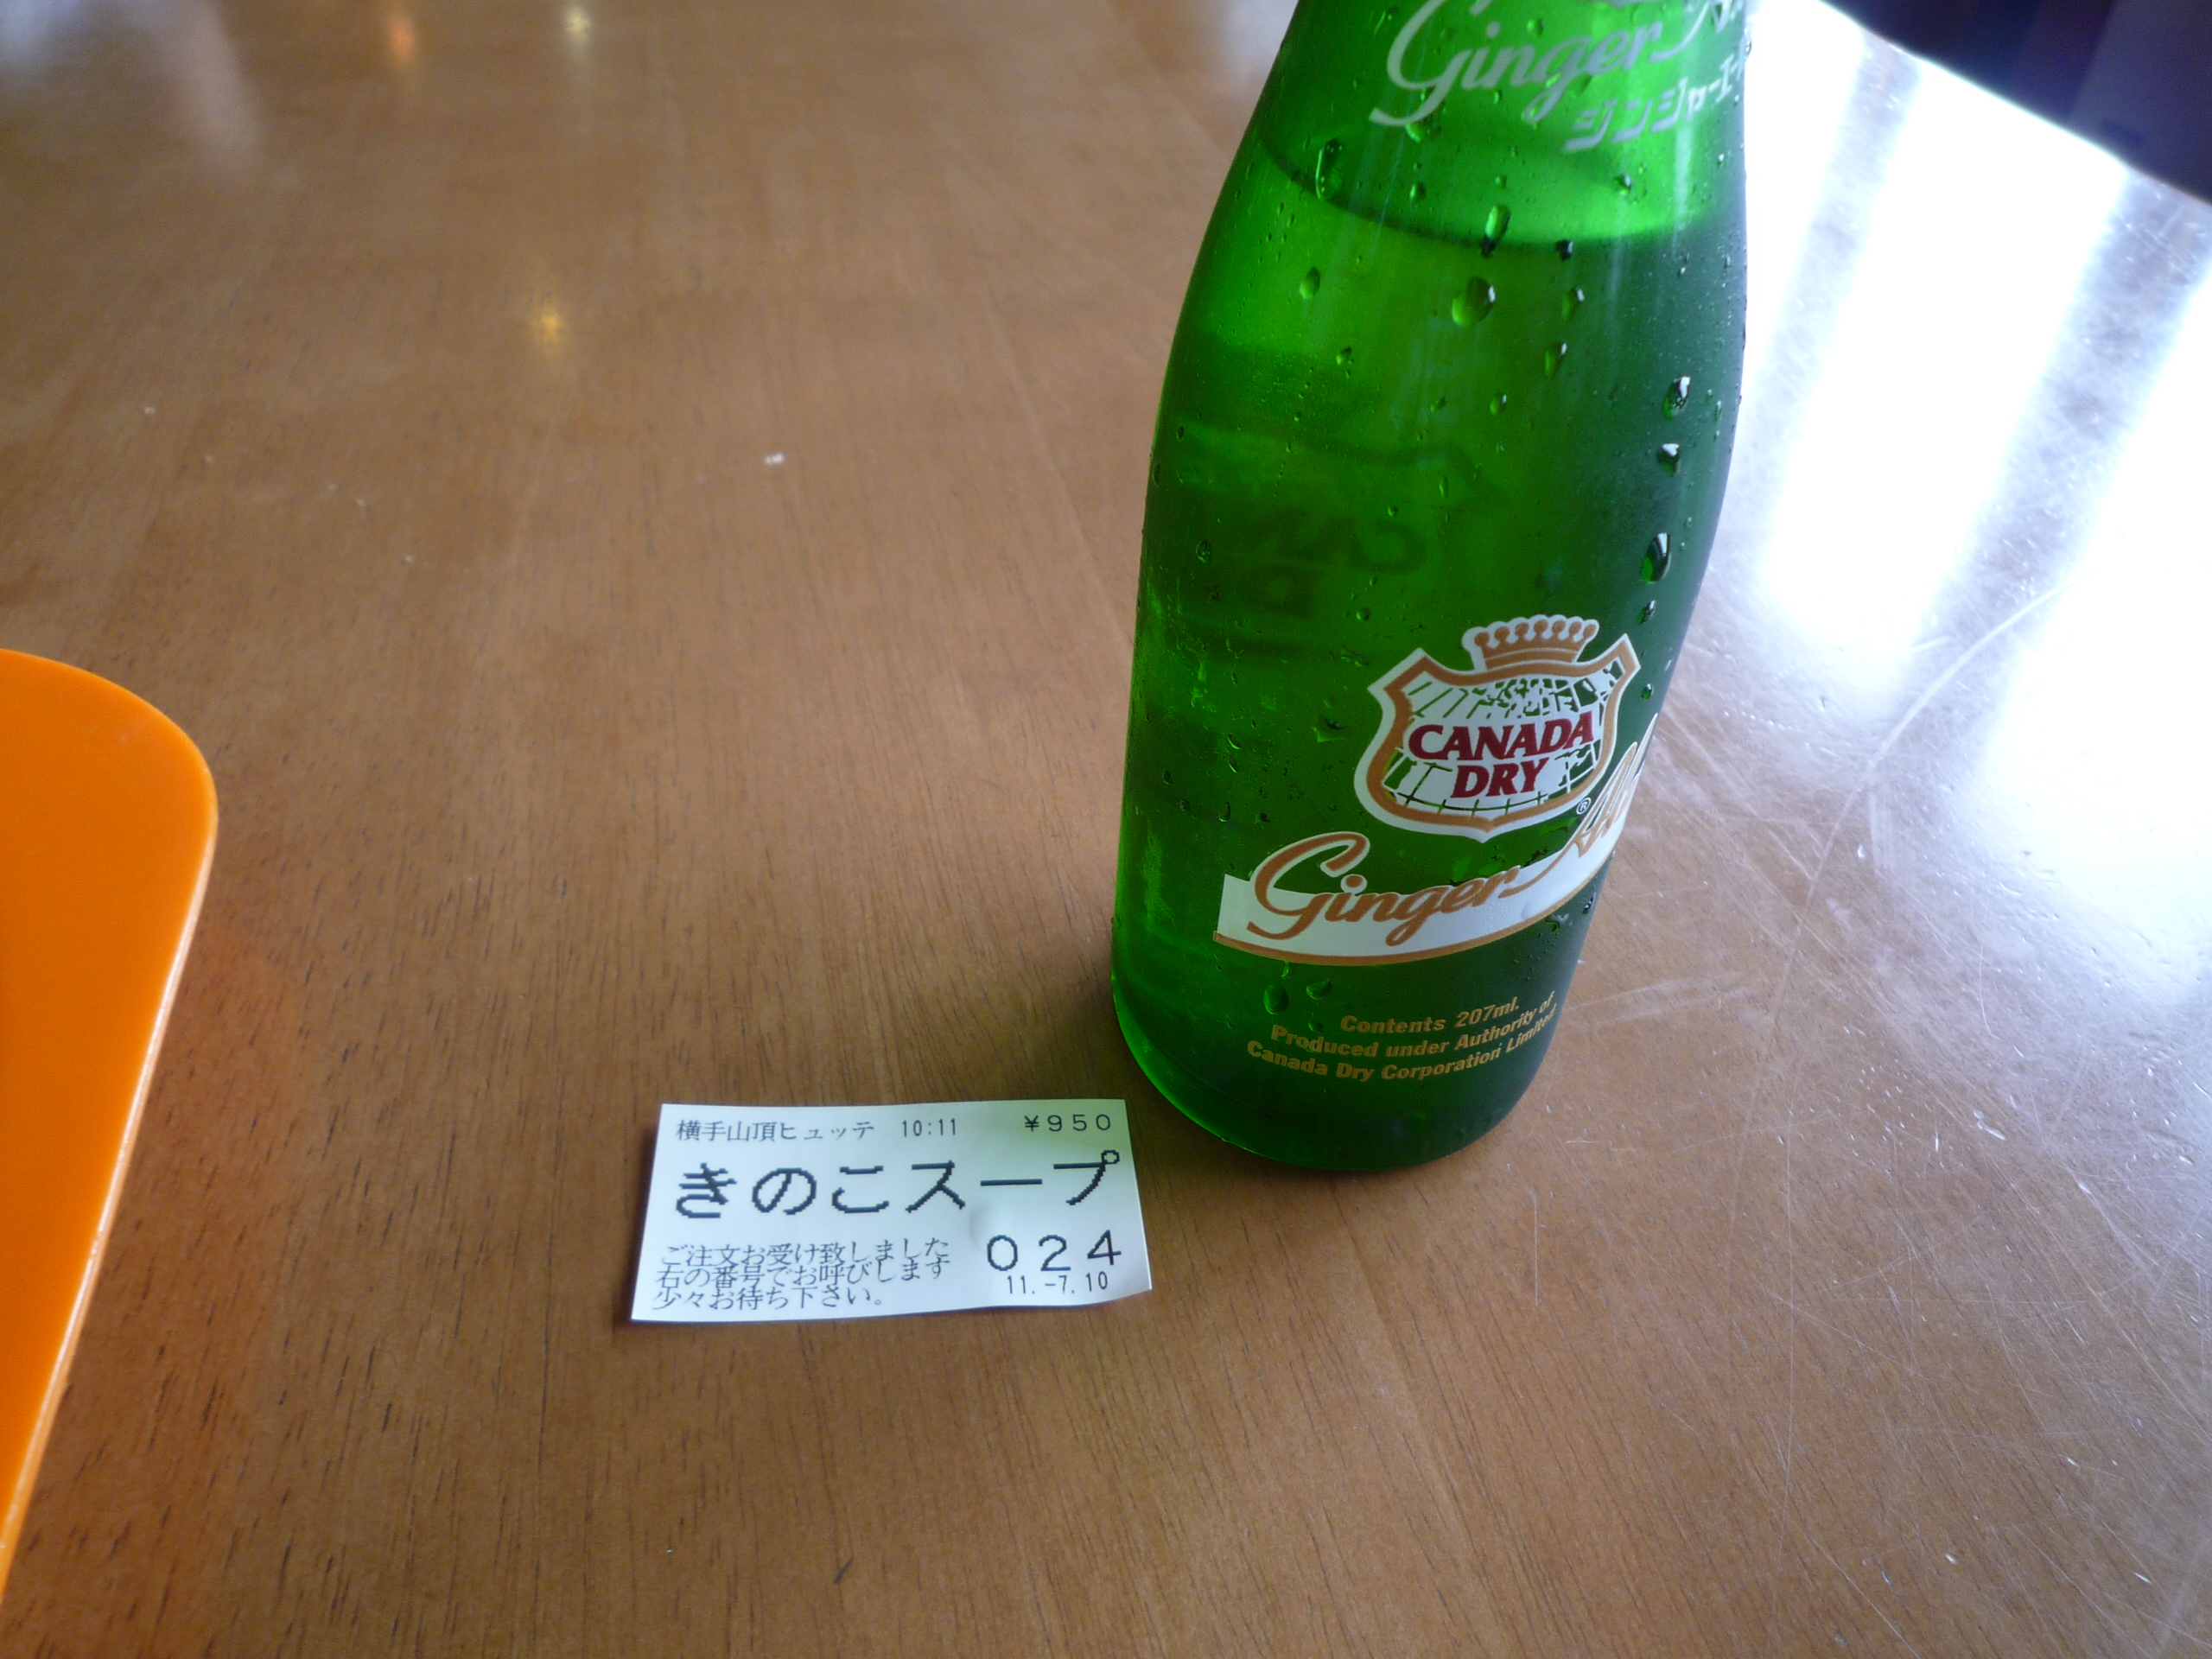 Ginger
ジンジャーエー
CANADA
DRY
®
Ginger Ale
Contents 207ml.
Produced under Authority of
Canada Dry Corporation Limited
横手山頂ヒュッテ 10:11 ¥950
きのこスープ
ご注文お受け致しました
右の番号でお呼びします
少々お待ち下さい。
024
11.-7.10